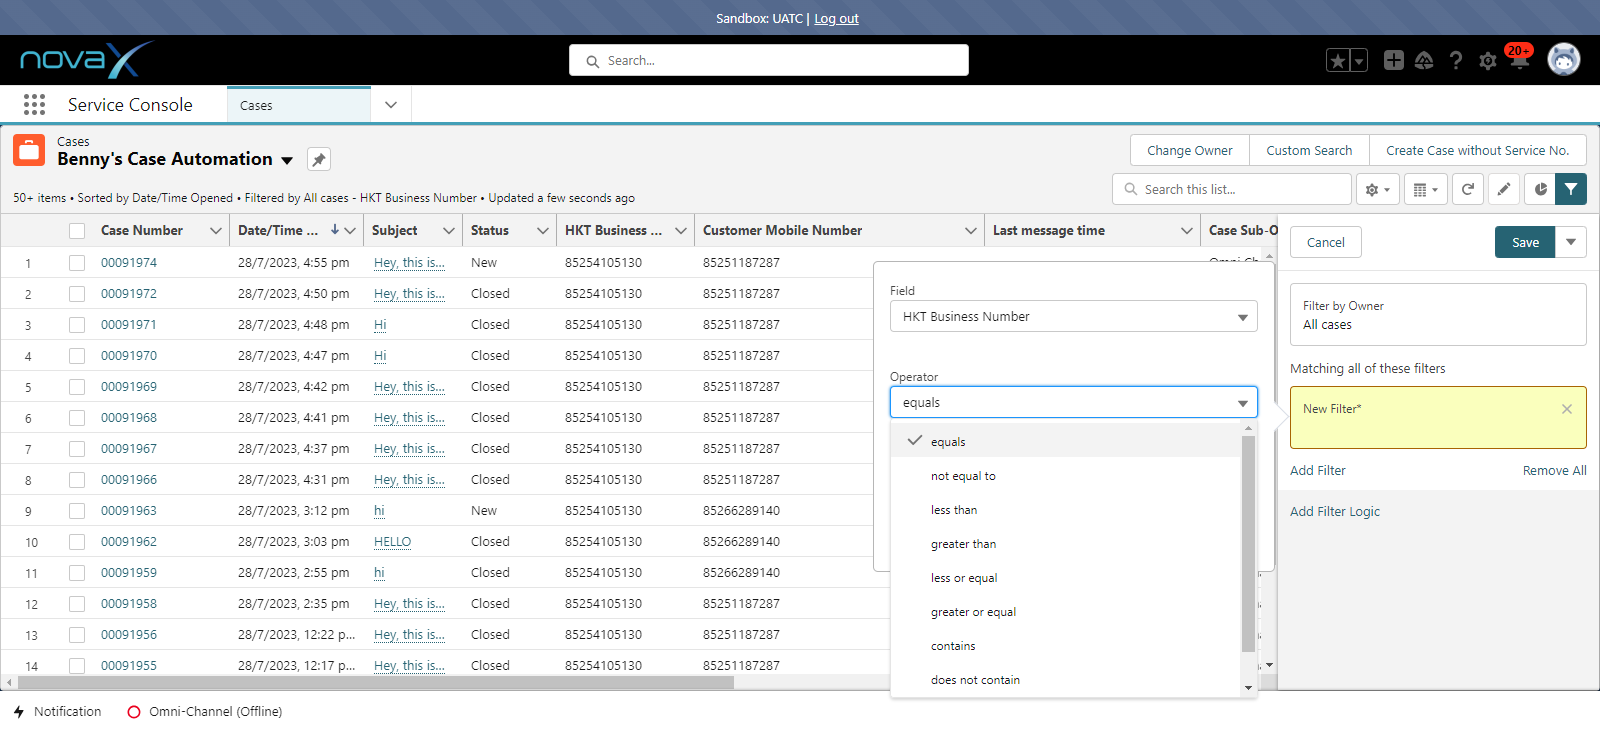 Sandbox: UATC | Log out
novaX
Search...
20+
Service Console
Cases
Cases
Benny's Case Automation
Change Owner
Custom Search
Create Case without Service No.
50+ items • Sorted by Date/Time Opened • Filtered by All cases - HKT Business Number • Updated a few seconds ago
Search this list...
Case Number Date/Time ... Subject Status HKT Business ... Customer Mobile Number Last message time Case Sub-O
1 00091974 28/7/2023, 4:55 pm Hey, this is... New 85254105130 85251187287
2 00091972 28/7/2023, 4:50 pm Hey, this is... Closed 85254105130 85251187287
3 00091971 28/7/2023, 4:48 pm Hi Closed 85254105130 85251187287
4 00091970 28/7/2023, 4:47 pm Hi Closed 85254105130 85251187287
5 00091969 28/7/2023, 4:42 pm Hey, this is... Closed 85254105130 85251187287
6 00091968 28/7/2023, 4:41 pm Hey, this is... Closed 85254105130 85251187287
7 00091967 28/7/2023, 4:37 pm Hey, this is... Closed 85254105130 85251187287
8 00091966 28/7/2023, 4:31 pm Hey, this is... Closed 85254105130 85251187287
9 00091963 28/7/2023, 3:12 pm hi New 85254105130 85266289140
10 00091962 28/7/2023, 3:03 pm HELLO Closed 85254105130 85266289140
11 00091959 28/7/2023, 2:55 pm hi Closed 85254105130 85266289140
12 00091958 28/7/2023, 2:35 pm Hey, this is... Closed 85254105130 85251187287
13 00091956 28/7/2023, 12:22 p... Hey, this is... Closed 85254105130 85251187287
14 00091955 28/7/2023, 12:17 p... Hey, this is... Closed 85254105130 85251187287
Field
HKT Business Number
Operator
equals
equals
not equal to
less than
greater than
less or equal
greater or equal
contains
does not contain
Cancel
Save
Filter by Owner
All cases
Matching all of these filters
New Filter*
Add Filter
Remove All
Add Filter Logic
Notification
Omni-Channel (Offline)